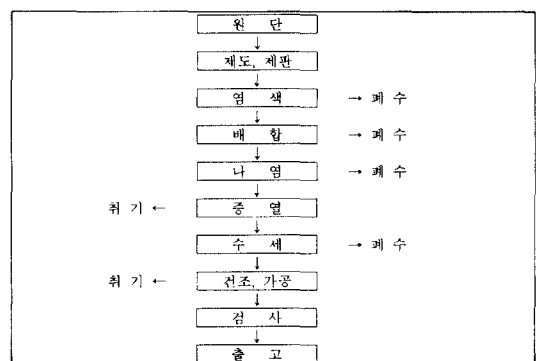 원 단
↓
제도, 제판
↓
염 색 → 폐 수
↓
배 합 → 폐 수
↓
나 염 → 폐 수
↓
취 기 ← 증 열
↓
수 세 → 폐 수
↓
취 기 ← 건조, 가공
↓
검 사
↓
출 고